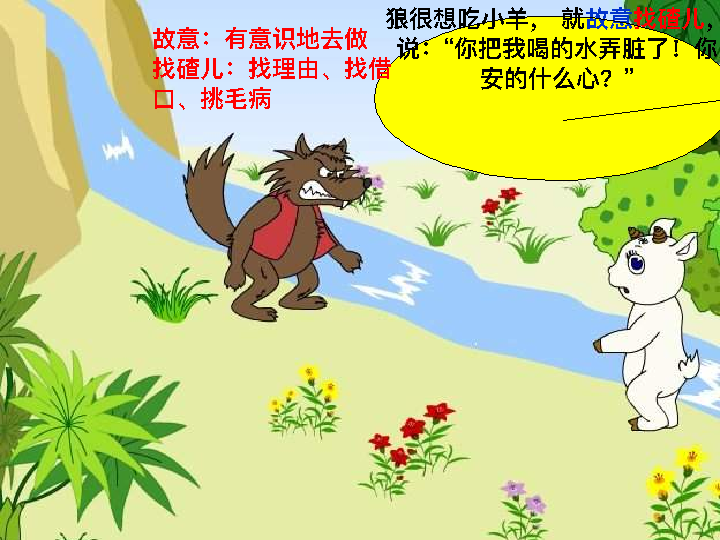 故意：有意识地去做
找碴儿：找理由、找借
口、挑毛病
狼很想吃小羊， 就故意找碴儿，
说：“你把我喝的水弄脏了！你
安的什么心？”